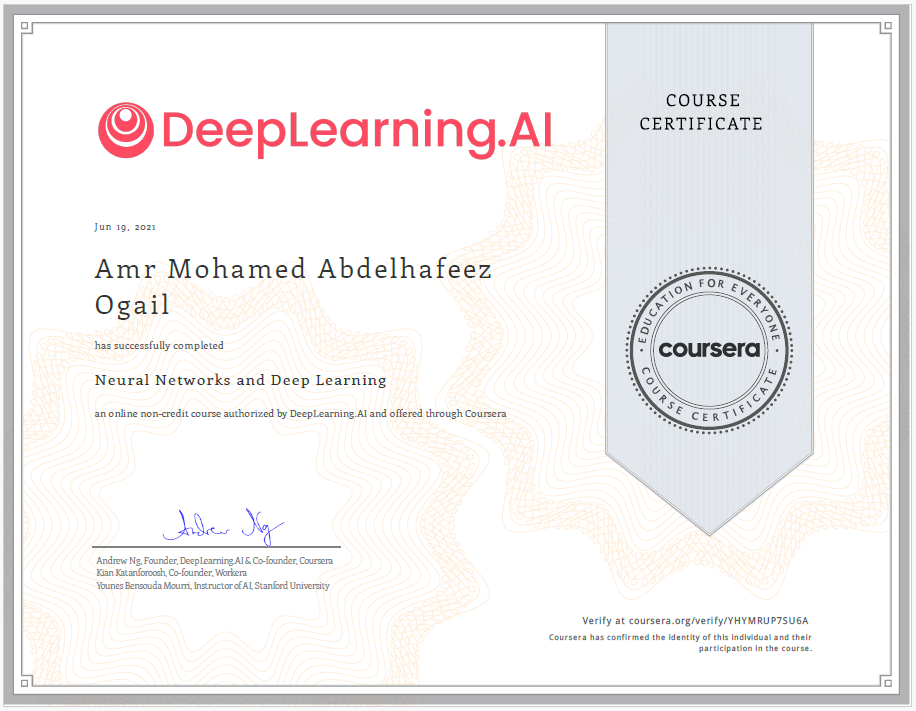 DeepLearning.AI
COURSE
CERTIFICATE
Jun 19, 2021
Amr Mohamed Abdelhafeez
Ogail
has successfully completed
Neural Networks and Deep Learning
an online non-credit course authorized by DeepLearning.AI and offered through Coursera
EDUCATION FOR EVERYONE
coursera
COURSE CERTIFICATE
Andrew Ng
Andrew Ng, Founder, DeepLearning.AI & Co-founder, Coursera
Kian Katanforoosh, Co-founder, Workera
Younes Bensouda Mourri, Instructor of AI, Stanford University
Verify at coursera.org/verify/YHYMRUP7SU6A
Coursera has confirmed the identity of this individual and their
participation in the course.